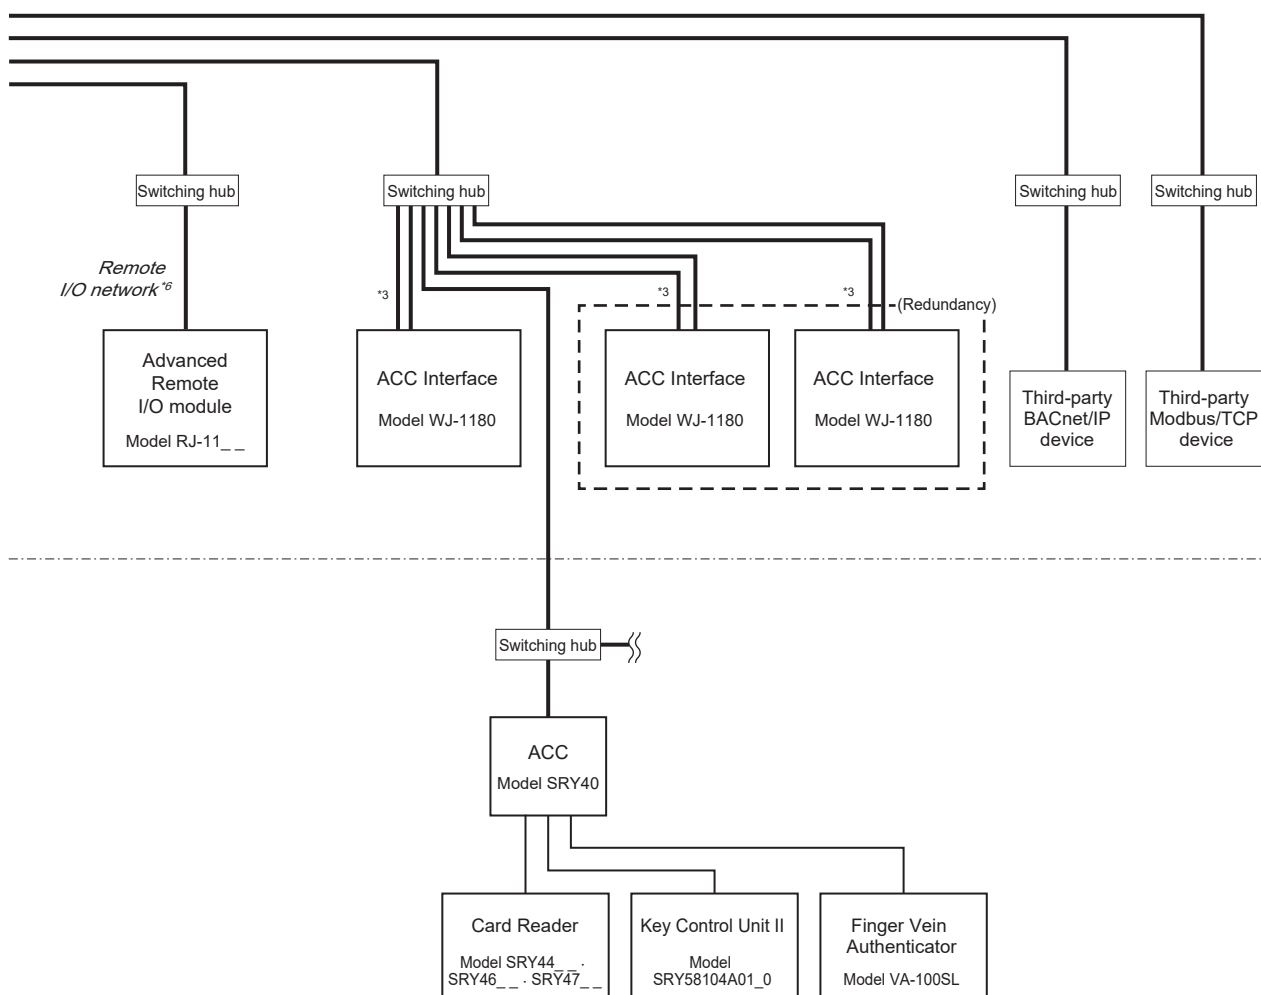 Switching hub
Switching hub
Switching hub
Switching hub
Remote
I/O network*6
*3
*3
*3
(Redundancy)
Advanced
Remote
I/O module
Model RJ-11_ _
ACC Interface
Model WJ-1180
ACC Interface
Model WJ-1180
ACC Interface
Model WJ-1180
Third-party
BACnet/IP
device
Third-party
Modbus/TCP
device
Switching hub
ACC
Model SRY40
Card Reader
Model SRY44_ _ ·
SRY46_ _ · SRY47_ _
Key Control Unit II
Model
SRY58104A01_0
Finger Vein
Authenticator
Model VA-100SL